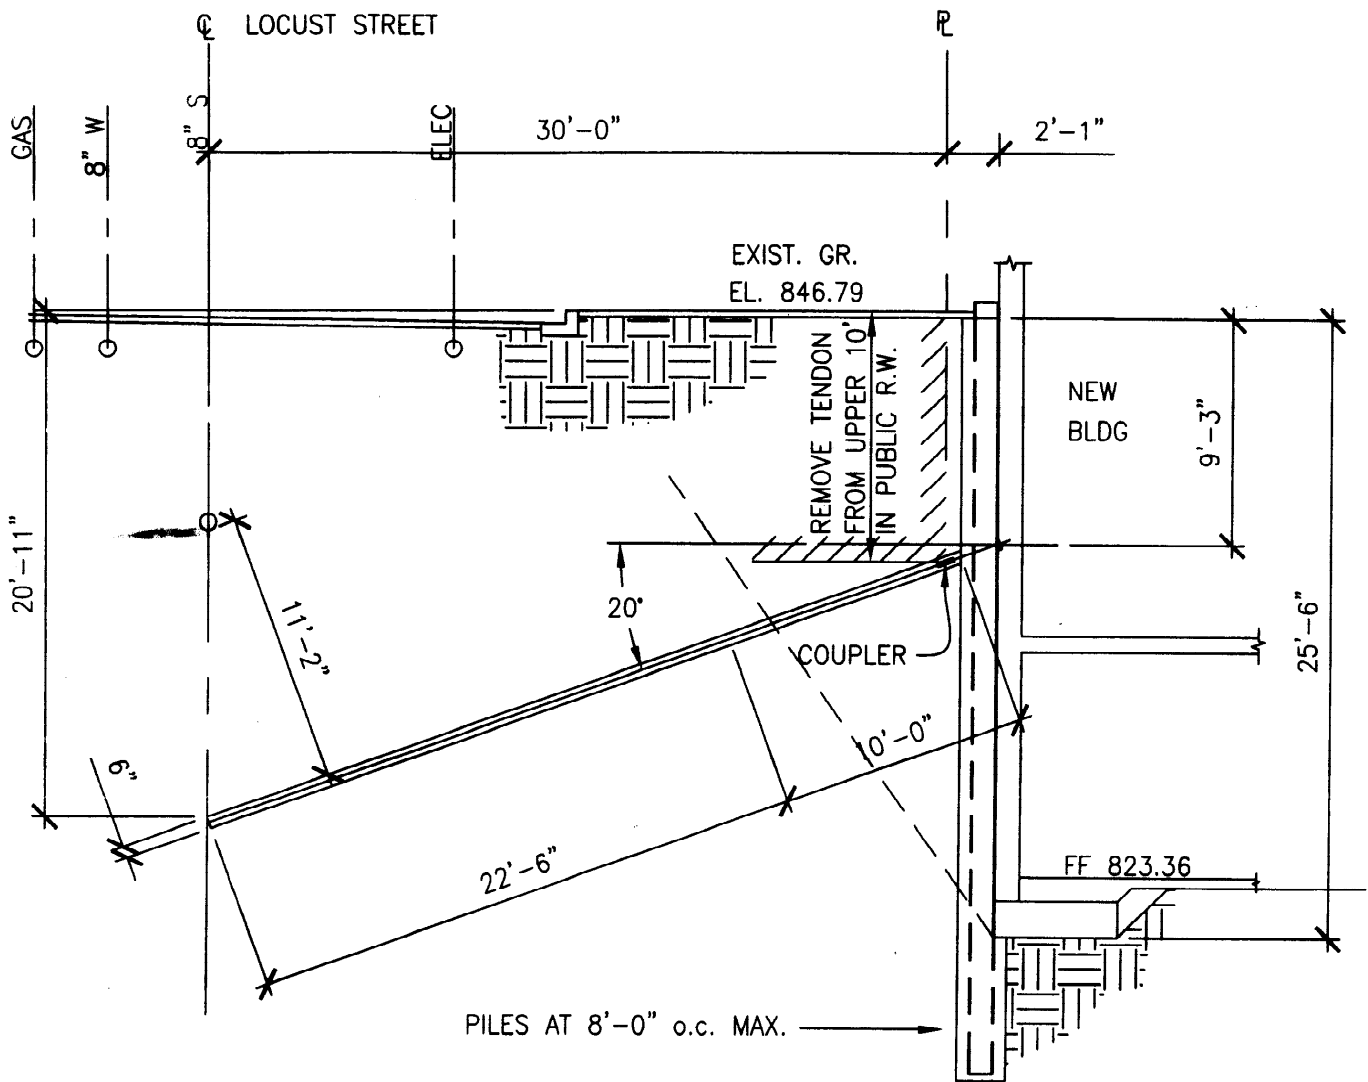 ℄ LOCUST STREET
℄
GAS
8" W
8" S
ELEC
30'-0"
2'-1"
EXIST. GR.
EL. 846.79
REMOVE TENDON
FROM UPPER 10'
IN PUBLIC R.W.
NEW
BLDG
9'-3"
20'-11"
11'-2"
20°
COUPLER
25'-6"
10'-0"
6"
22'-6"
FF 823.36
PILES AT 8'-0" o.c. MAX.